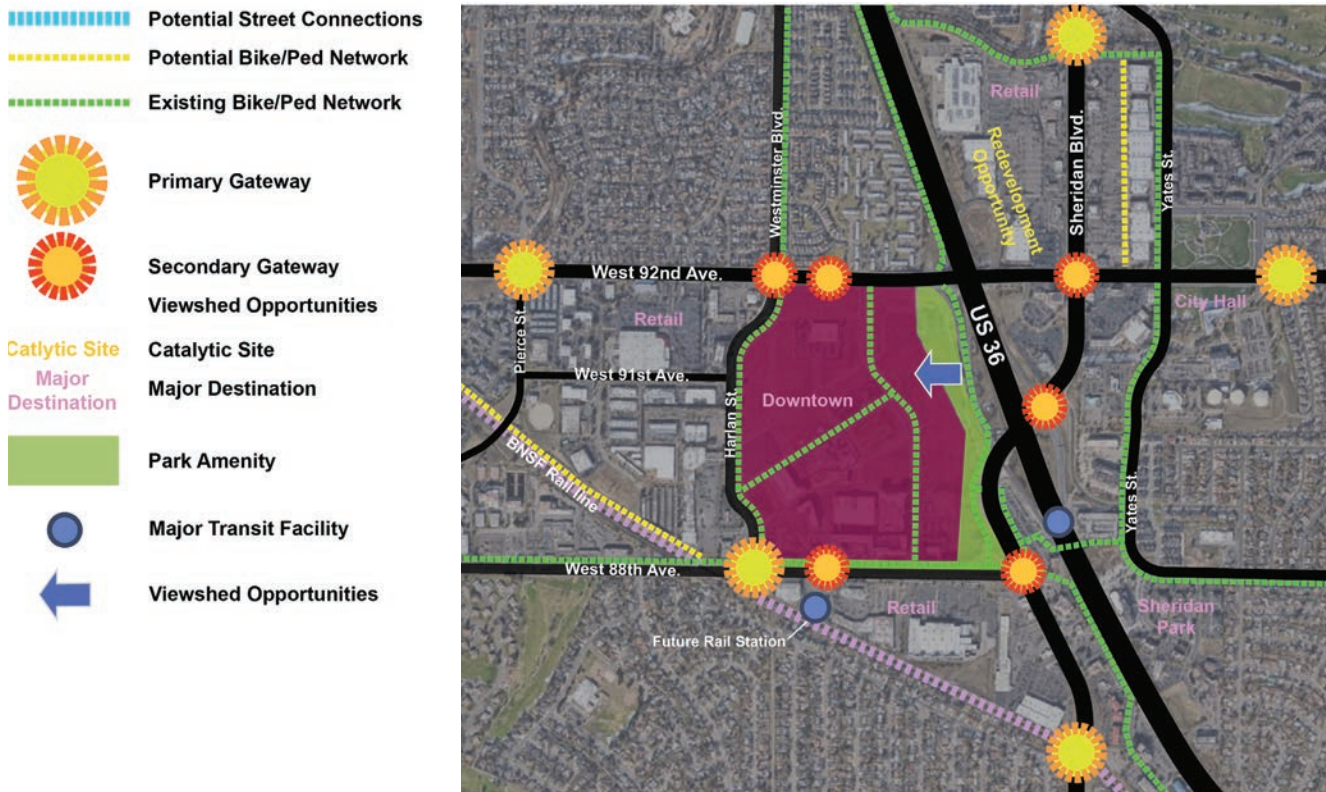 Potential Street Connections
Potential Bike/Ped Network
Existing Bike/Ped Network
Primary Gateway
Secondary Gateway
Viewshed Opportunities
Catlytic Site
Catalytic Site
Major
Destination
Major Destination
Park Amenity
Major Transit Facility
Viewshed Opportunities
Retail
Redevelopment
Opportunity
Westminster Blvd.
Sheridan Blvd.
Yates St.
West 92nd Ave.
City Hall
US 36
Pierce St.
Retail
West 91st Ave.
Harlan St.
Downtown
BNSF Rail line
Yates St.
West 88th Ave.
Retail
Future Rail Station
Sheridan
Park